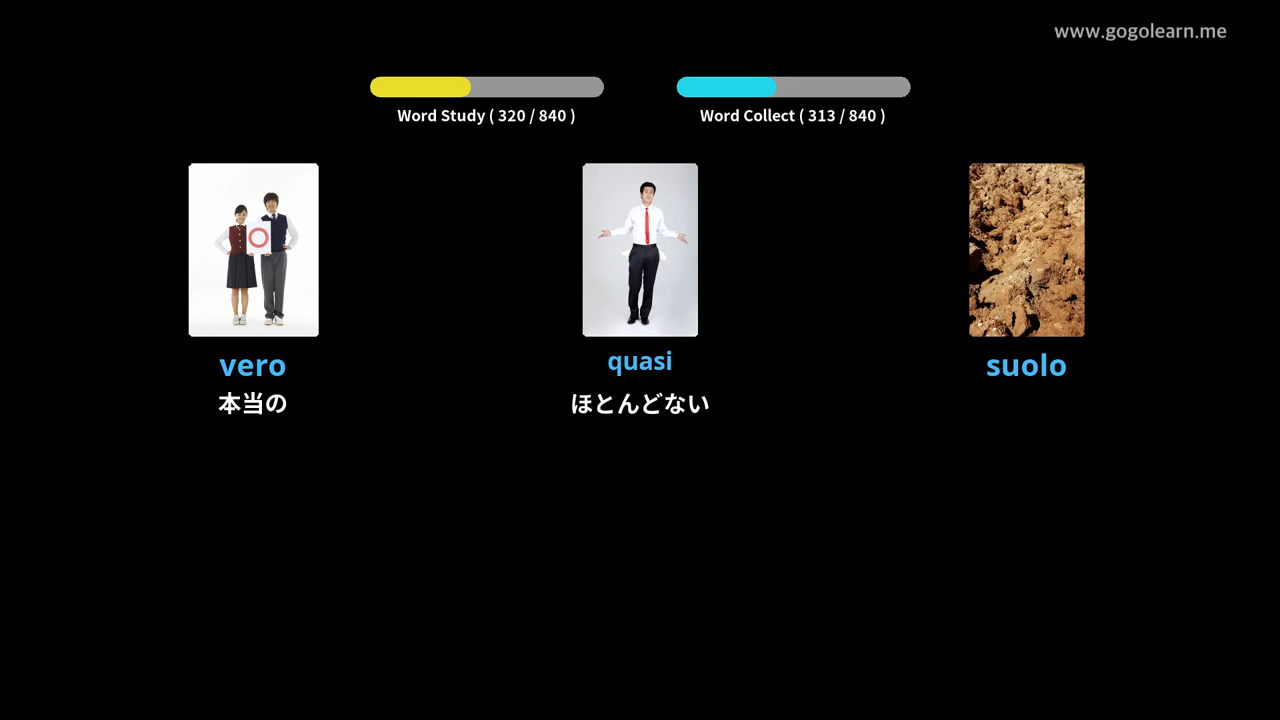 www.gogolearn.me
Word Study ( 320 / 840 )
Word Collect ( 313 / 840 )
vero
本当の
quasi
ほとんどない
suolo